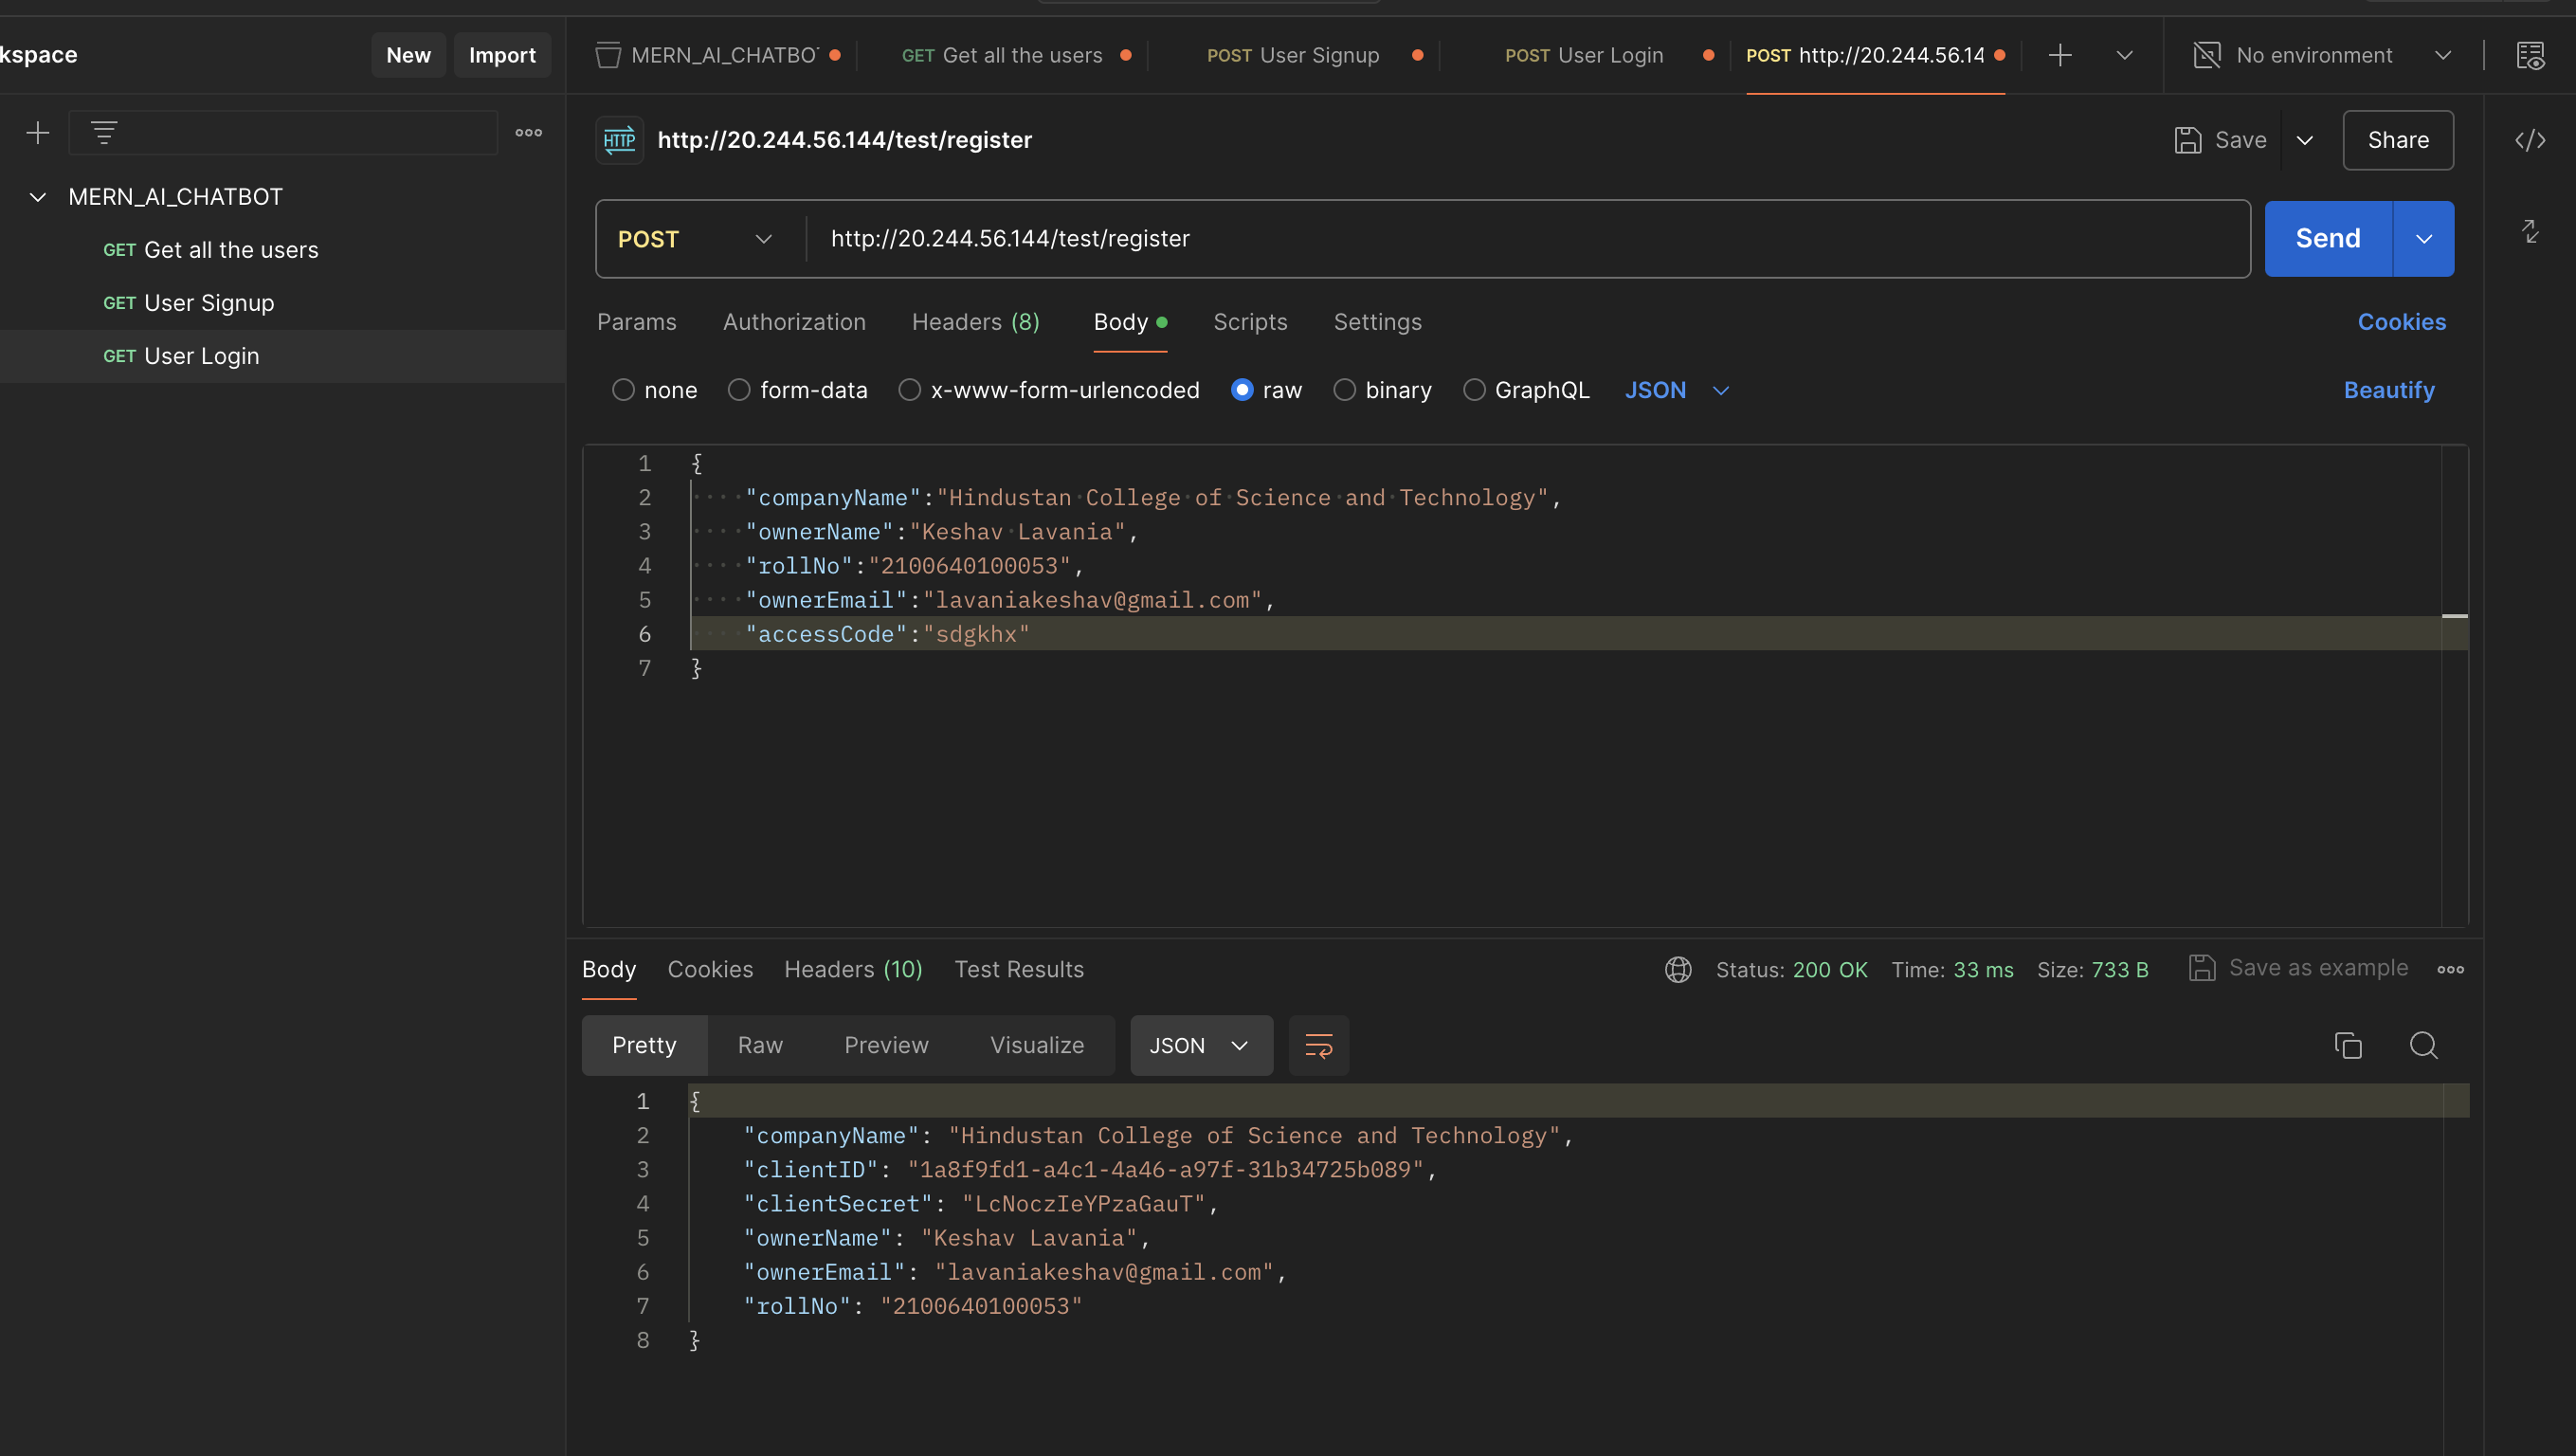 kspace
New
Import
MERN_AI_CHATBOT
GET Get all the users
GET User Signup
GET User Login
MERN_AI_CHATBO
GET Get all the users
POST User Signup
POST User Login
POST http://20.244.56.14
No environment
HTTP
http://20.244.56.144/test/register
Save
Share
POST
http://20.244.56.144/test/register
Send
Params
Authorization
Headers (8)
Body
Scripts
Settings
Cookies
none
form-data
x-www-form-urlencoded
raw
binary
GraphQL
JSON
Beautify
1 {
2 "companyName":"Hindustan College of Science and Technology",
3 "ownerName":"Keshav Lavania",
4 "rollNo":"2100640100053",
5 "ownerEmail":"lavaniakeshav@gmail.com",
6 "accessCode":"sdgkhx"
7 }
Body
Cookies
Headers (10)
Test Results
Status: 200 OK
Time: 33 ms
Size: 733 B
Save as example
Pretty
Raw
Preview
Visualize
JSON
1 {
2 "companyName": "Hindustan College of Science and Technology",
3 "clientID": "1a8f9fd1-a4c1-4a46-a97f-31b34725b089",
4 "clientSecret": "LcNoczIeYPzaGauT",
5 "ownerName": "Keshav Lavania",
6 "ownerEmail": "lavaniakeshav@gmail.com",
7 "rollNo": "2100640100053"
8 }